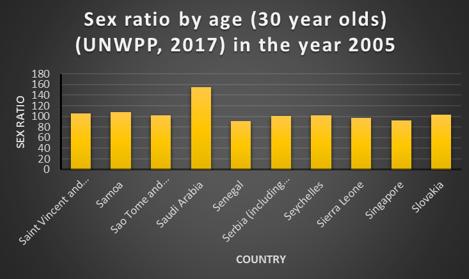 Sex ratio by age (30 year olds)
(UNWPP, 2017) in the year 2005
SEX RATIO
180
160
140
120
100
80
60
40
20
0
Saint Vincent and...
Samoa
Sao Tome and...
Saudi Arabia
Senegal
Serbia (including...
Seychelles
Sierra Leone
Singapore
Slovakia
COUNTRY